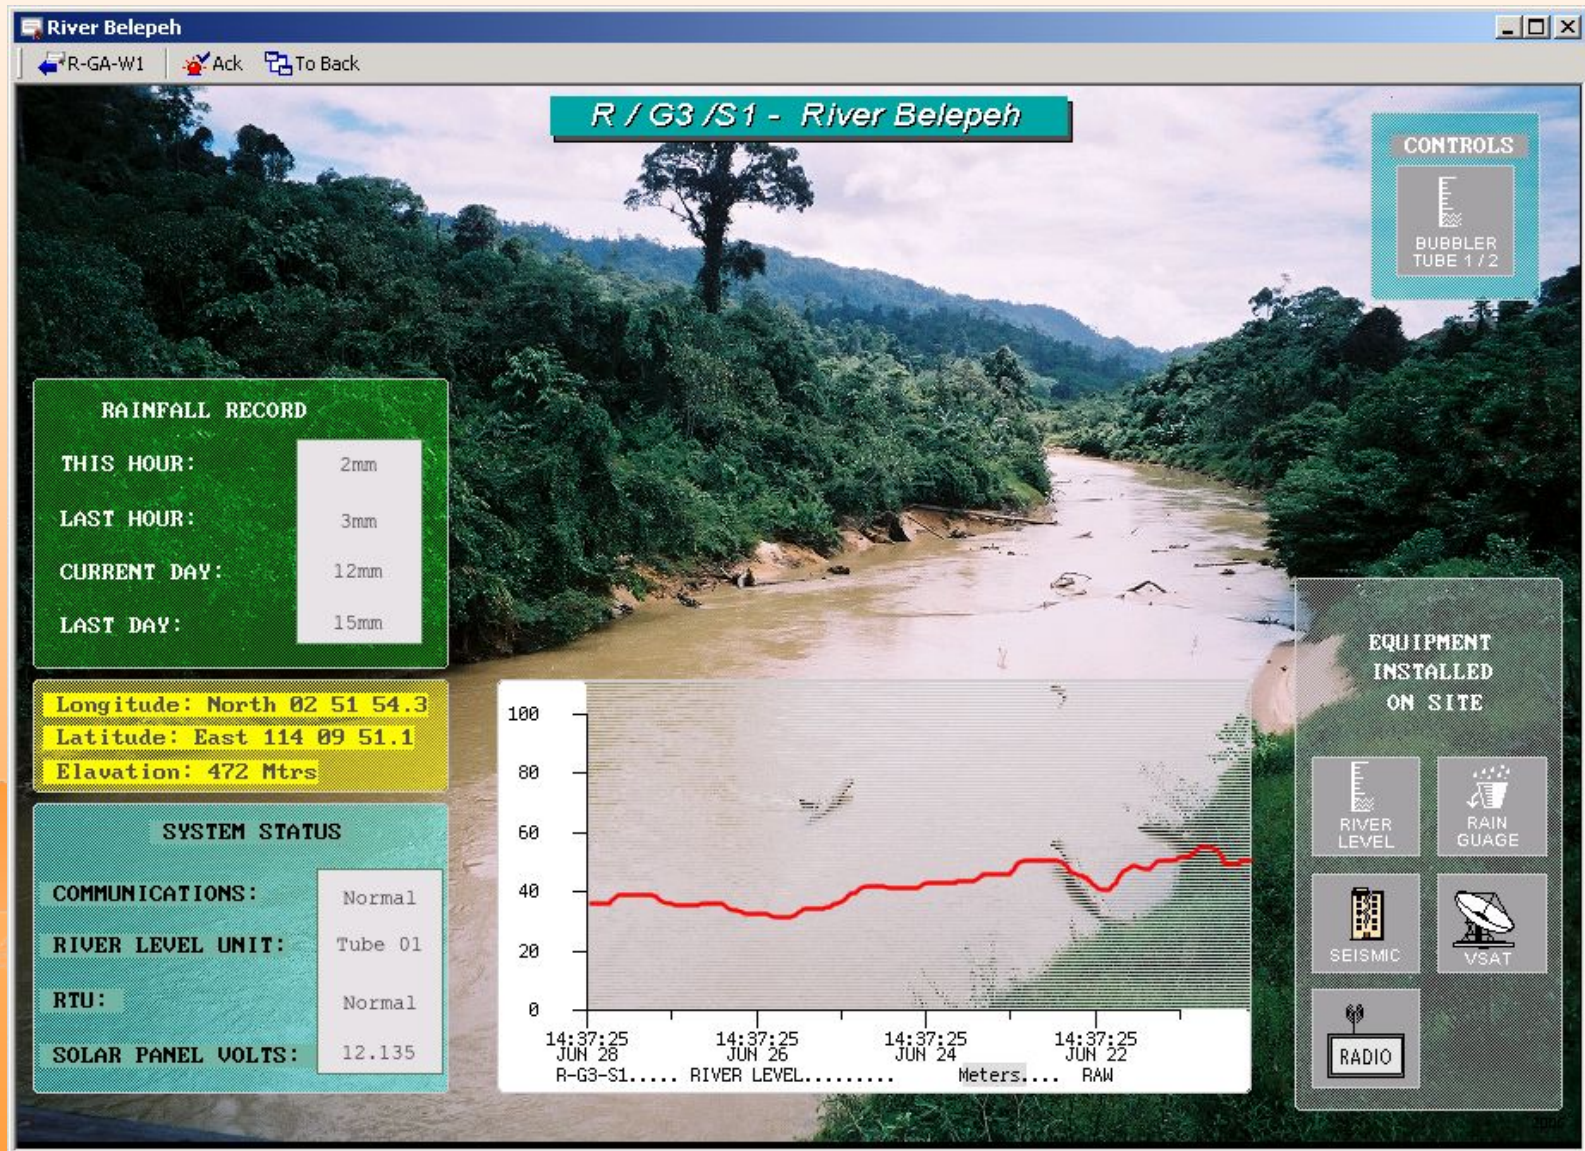 River Belepeh
R-GA-W1 Ack To Back
R / G3 /S1 - River Belepeh
CONTROLS
BUBBLER
TUBE 1 / 2
RAINFALL RECORD
THIS HOUR: 2mm
LAST HOUR: 3mm
CURRENT DAY: 12mm
LAST DAY: 15mm
Longitude: North 02 51 54.3
Latitude: East 114 09 51.1
Elavation: 472 Mtrs
SYSTEM STATUS
COMMUNICATIONS: Normal
RIVER LEVEL UNIT: Tube 01
RTU: Normal
SOLAR PANEL VOLTS: 12.135
100
80
60
40
20
0
14:37:25 14:37:25 14:37:25 14:37:25
JUN 28 JUN 26 JUN 24 JUN 22
R-G3-S1..... RIVER LEVEL......... Meters.... RAW
EQUIPMENT
INSTALLED
ON SITE
RIVER
LEVEL
RAIN
GUAGE
SEISMIC
VSAT
RADIO